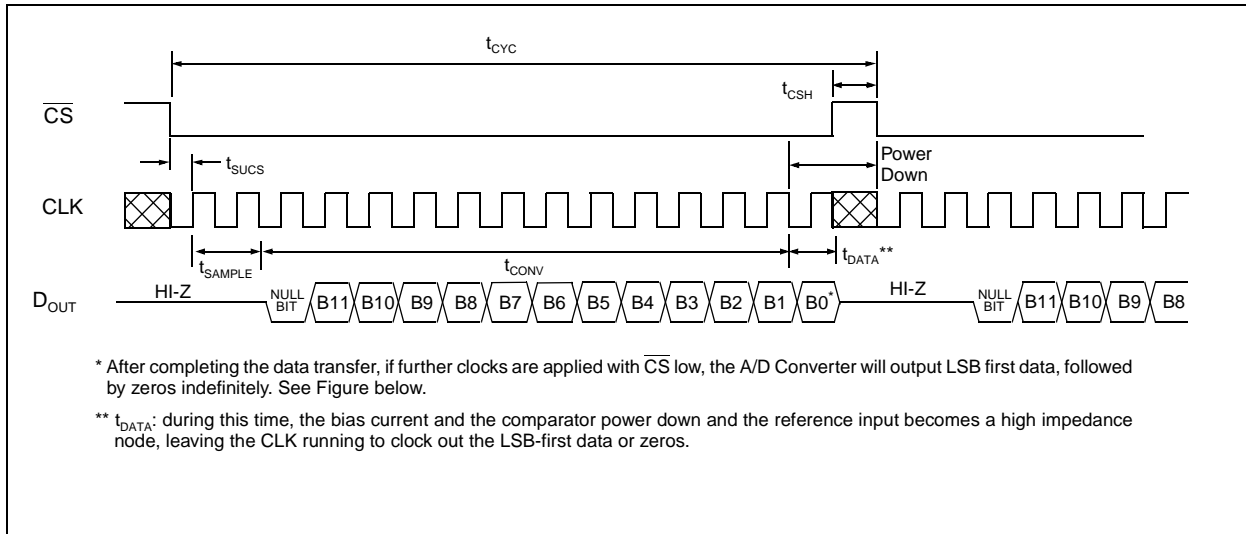 tCYC
tCSH
CS
Power
Down
tSUCS
CLK
tSAMPLE
tCONV
tDATA**
DOUT
HI-Z
NULL BIT
B11 B10 B9 B8 B7 B6 B5 B4 B3 B2 B1 B0*
HI-Z
NULL BIT
B11 B10 B9 B8
* After completing the data transfer, if further clocks are applied with CS low, the A/D Converter will output LSB first data, followed
by zeros indefinitely. See Figure below.
** tDATA: during this time, the bias current and the comparator power down and the reference input becomes a high impedance
node, leaving the CLK running to clock out the LSB-first data or zeros.